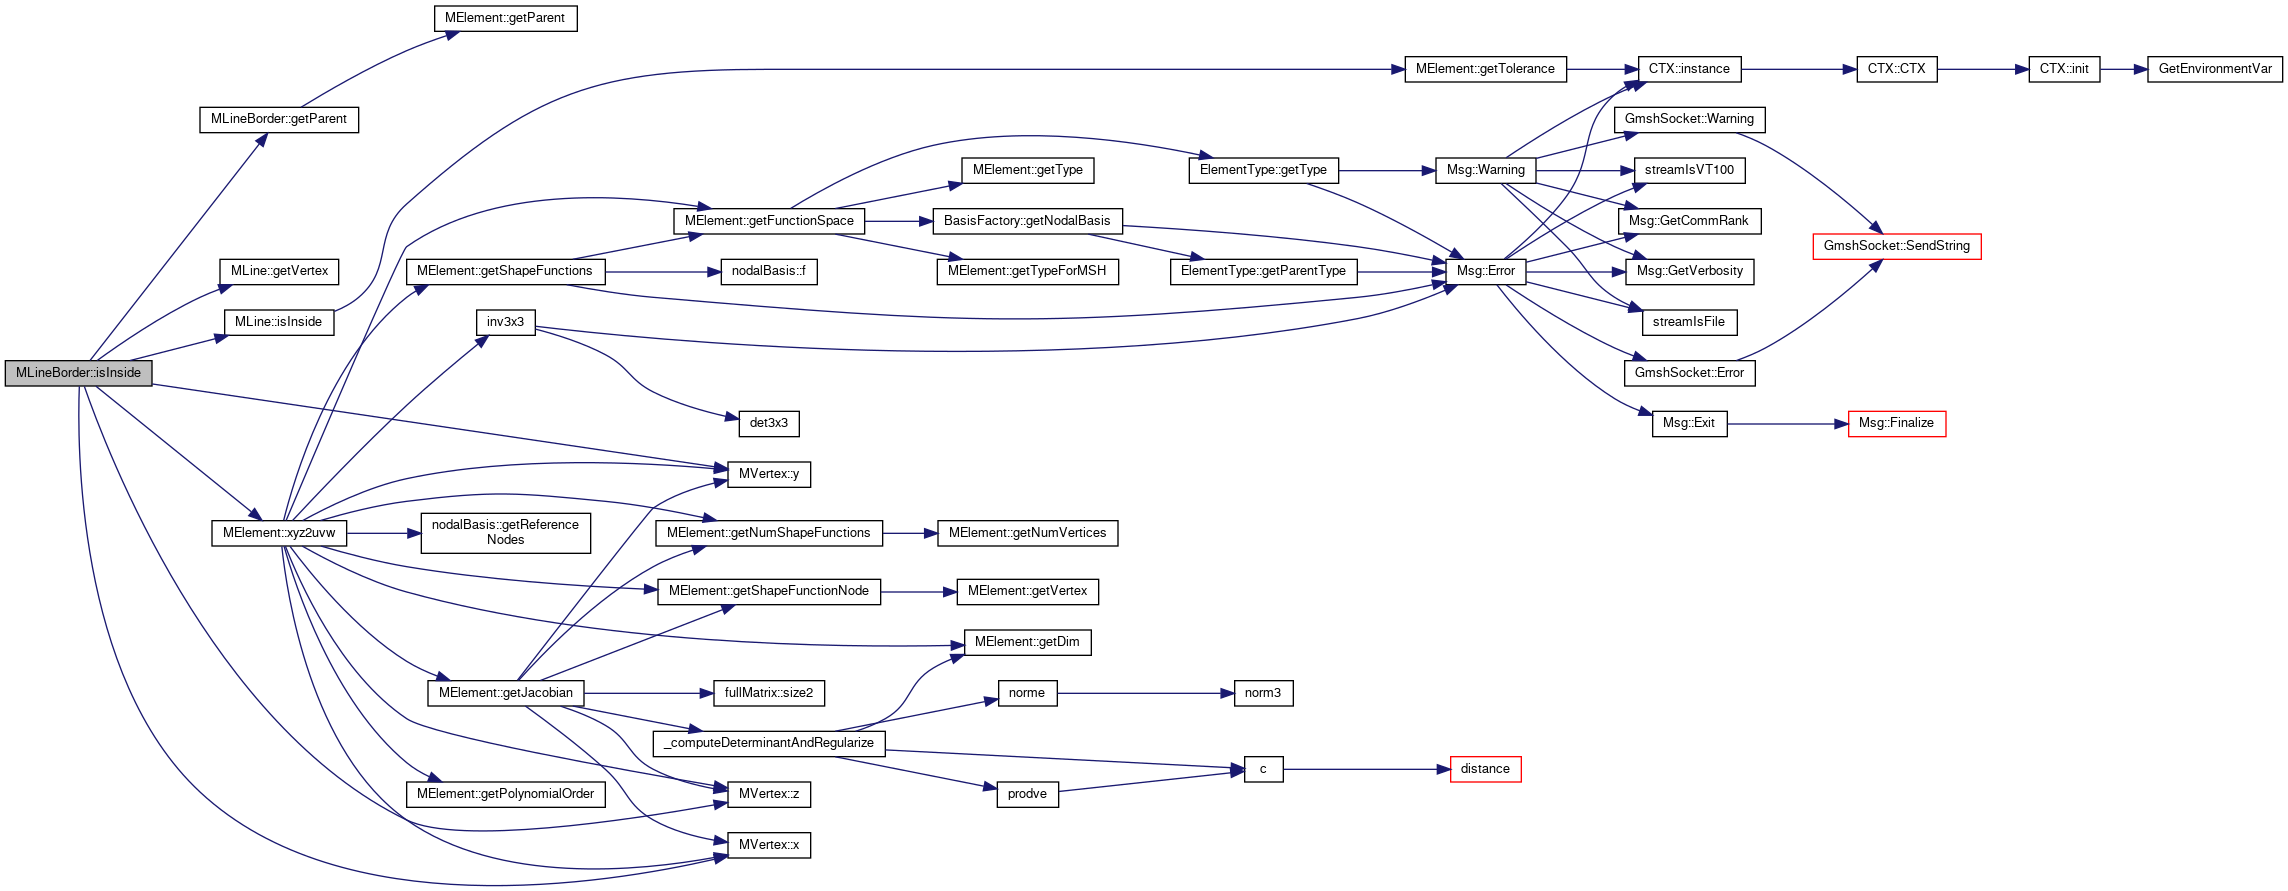 MElement::getParent
MElement::getTolerance
CTX::instance
CTX::CTX
CTX::init
GetEnvironmentVar
MLineBorder::getParent
GmshSocket::Warning
MElement::getType
ElementType::getType
Msg::Warning
streamIsVT100
MElement::getFunctionSpace
BasisFactory::getNodalBasis
Msg::GetCommRank
GmshSocket::SendString
MLine::getVertex
MElement::getShapeFunctions
nodalBasis::f
MElement::getTypeForMSH
ElementType::getParentType
Msg::Error
Msg::GetVerbosity
MLine::isInside
inv3x3
streamIsFile
MLineBorder::isInside
GmshSocket::Error
det3x3
Msg::Exit
Msg::Finalize
MVertex::y
MElement::xyz2uvw
nodalBasis::getReference
Nodes
MElement::getNumShapeFunctions
MElement::getNumVertices
MElement::getShapeFunctionNode
MElement::getVertex
MElement::getDim
MElement::getJacobian
fullMatrix::size2
norme
norm3
_computeDeterminantAndRegularize
c
distance
MElement::getPolynomialOrder
MVertex::z
prodve
MVertex::x